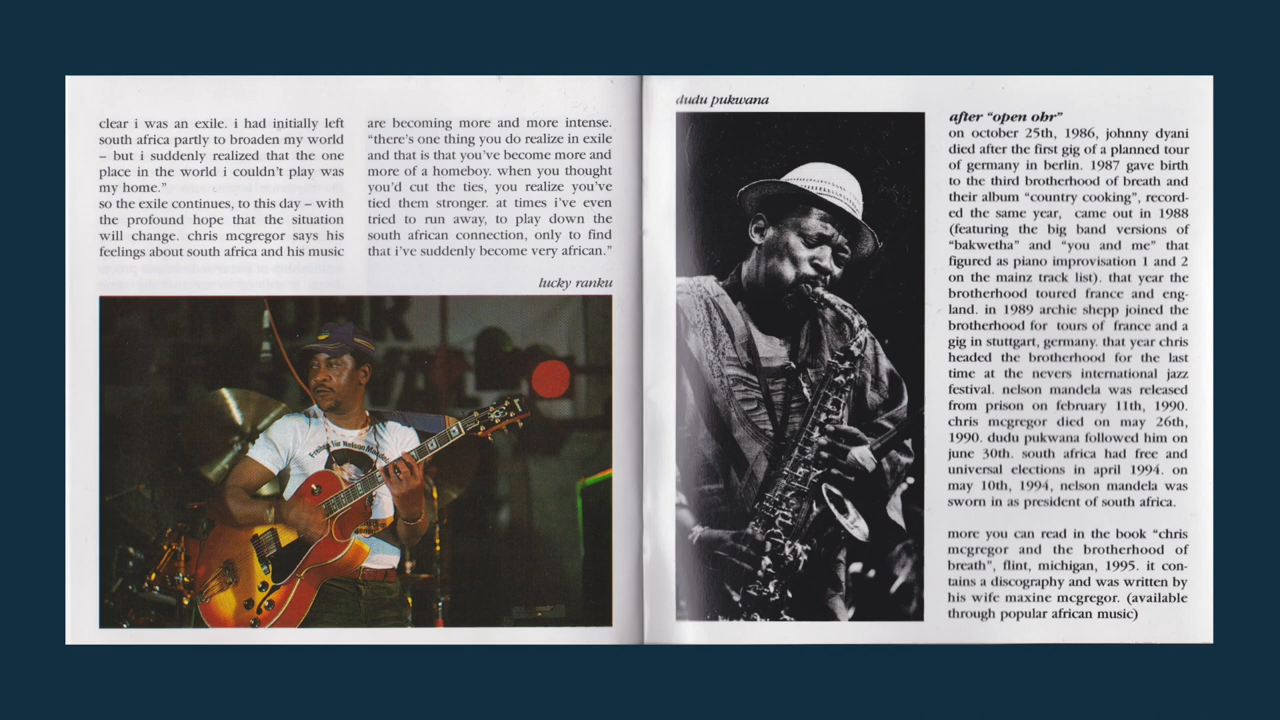 clear i was an exile. i had initially left
south africa partly to broaden my world
– but i suddenly realized that the one
place in the world i couldn't play was
my home."
so the exile continues, to this day – with
the profound hope that the situation
will change. chris mcgregor says his
feelings about south africa and his music
are becoming more and more intense.
"there's one thing you do realize in exile
and that is that you've become more and
more of a homeboy. when you thought
you'd cut the ties, you realize you've
tied them stronger. at times i've even
tried to run away, to play down the
south african connection, only to find
that i've suddenly become very african."
lucky ranku
Freiheit für Nelson Mandela
dudu pukwana
after "open ohr"
on october 25th, 1986, johnny dyani
died after the first gig of a planned tour
of germany in berlin. 1987 gave birth
to the third brotherhood of breath and
their album "country cooking", record-
ed the same year, came out in 1988
(featuring the big band versions of
"bakwetha" and "you and me" that
figured as piano improvisation 1 and 2
on the mainz track list). that year the
brotherhood toured france and eng-
land. in 1989 archie shepp joined the
brotherhood for tours of france and a
gig in stuttgart, germany. that year chris
headed the brotherhood for the last
time at the nevers international jazz
festival. nelson mandela was released
from prison on february 11th, 1990.
chris mcgregor died on may 26th,
1990. dudu pukwana followed him on
june 30th. south africa had free and
universal elections in april 1994. on
may 10th, 1994, nelson mandela was
sworn in as president of south africa.
more you can read in the book "chris
mcgregor and the brotherhood of
breath", flint, michigan, 1995. it con-
tains a discography and was written by
his wife maxine mcgregor. (available
through popular african music)